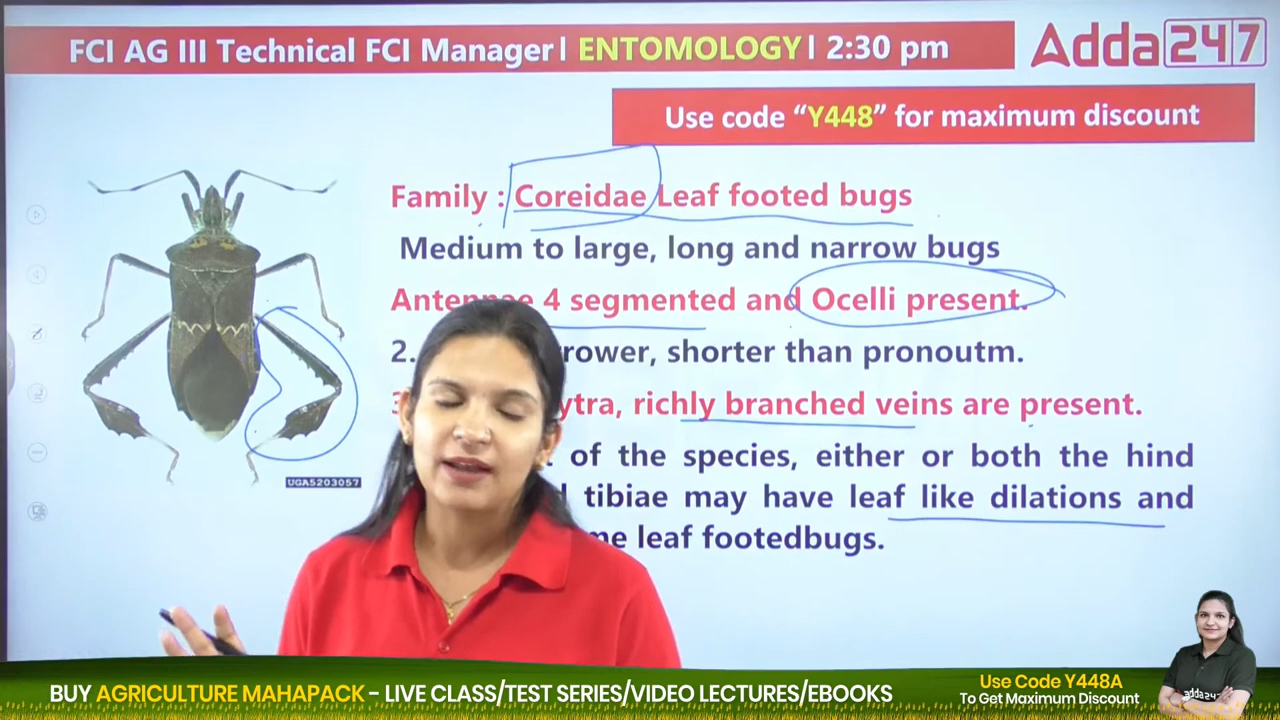 FCI AG III Technical FCI Manager| ENTOMOLOGY| 2:30 pm
Adda247
Use code “Y448” for maximum discount
Family : Coreidae Leaf footed bugs
Medium to large, long and narrow bugs
Antennae 4 segmented and Ocelli present.
2. rower, shorter than pronoutm.
ytra, richly branched veins are present.
of the species, either or both the hind
tibiae may have leaf like dilations and
me leaf footedbugs.
UGA5203057
BUY AGRICULTURE MAHAPACK - LIVE CLASS/TEST SERIES/VIDEO LECTURES/EBOOKS
Use Code Y448A
To Get Maximum Discount
adda247